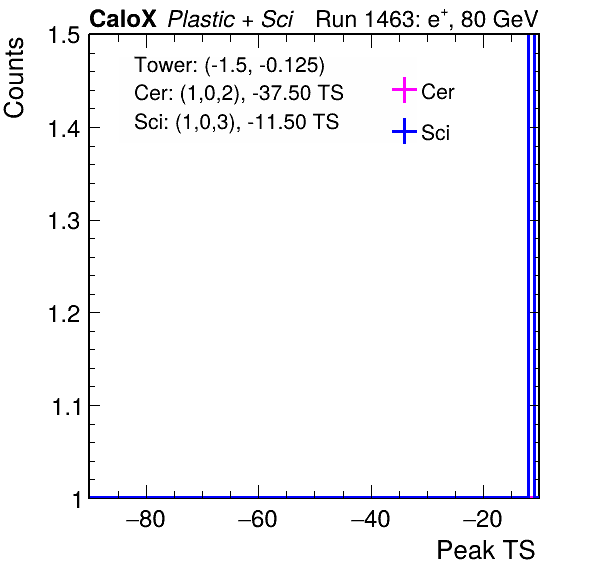 CaloX Plastic + Sci Run 1463: e+, 80 GeV
Counts
Tower: (-1.5, -0.125)
Cer: (1,0,2), -37.50 TS
Sci: (1,0,3), -11.50 TS
Cer
Sci
1.5
1.4
1.3
1.2
1.1
1
−80 −60 −40 −20
Peak TS